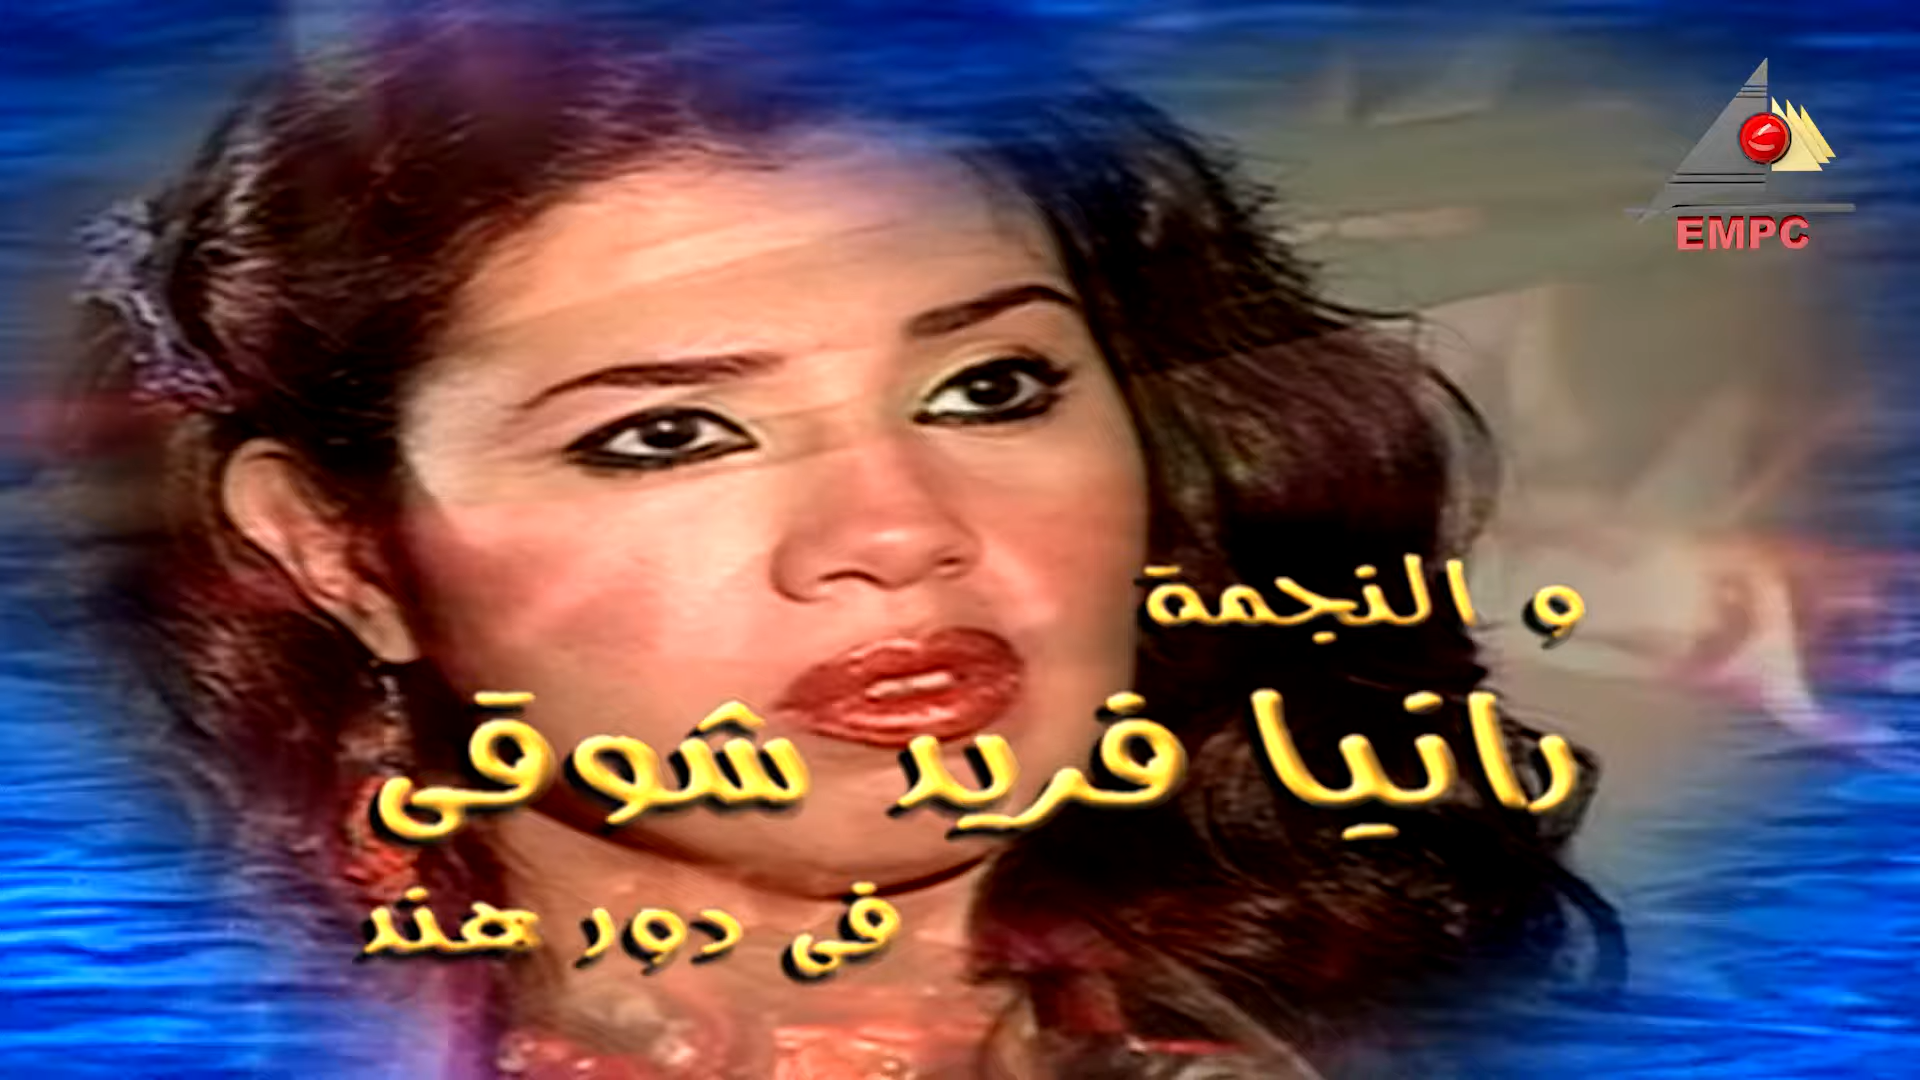 EMPC
و النجمة
رانيا فريد شوقى
فى دور هند